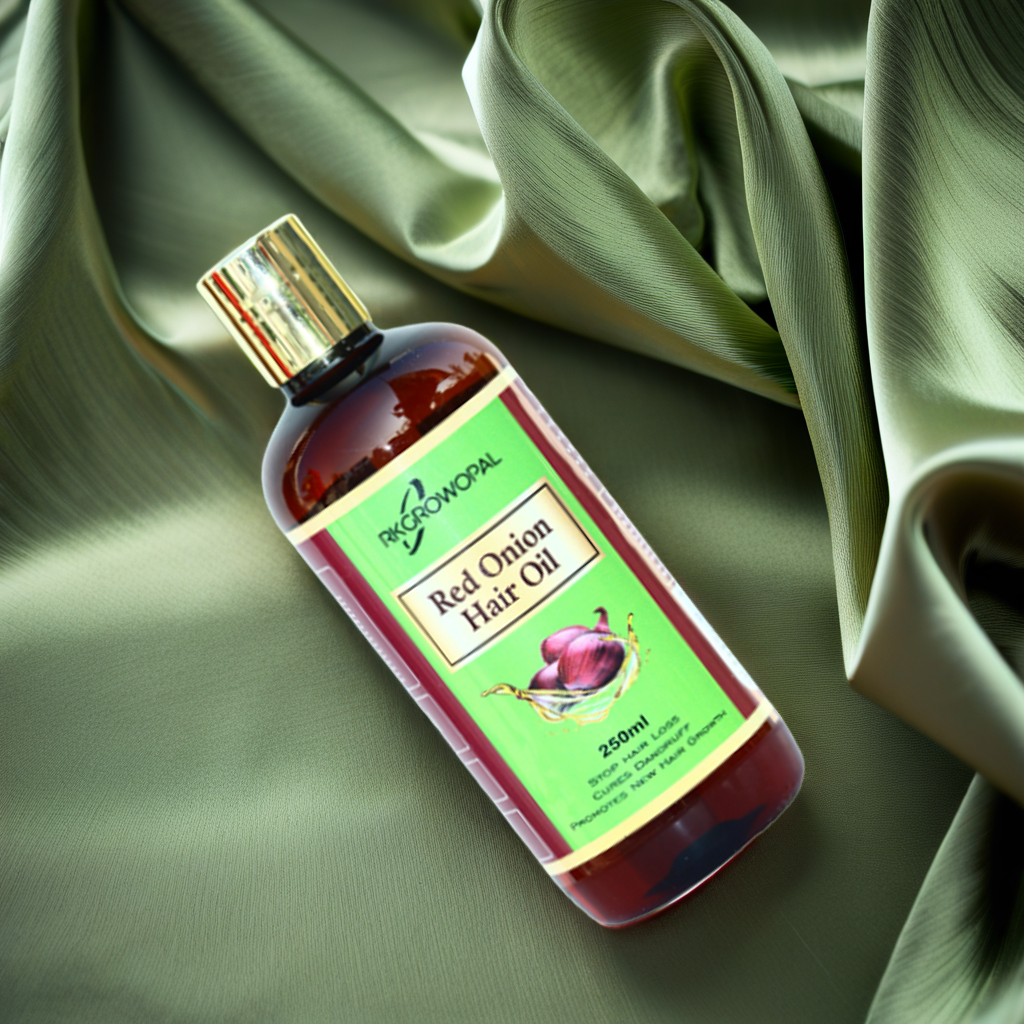 RKGROWOPAL
Red Onion
Hair Oil
250ml
STOP HAIR LOSS
CURES DANDRUFF
PROMOTES NEW HAIR GROWTH